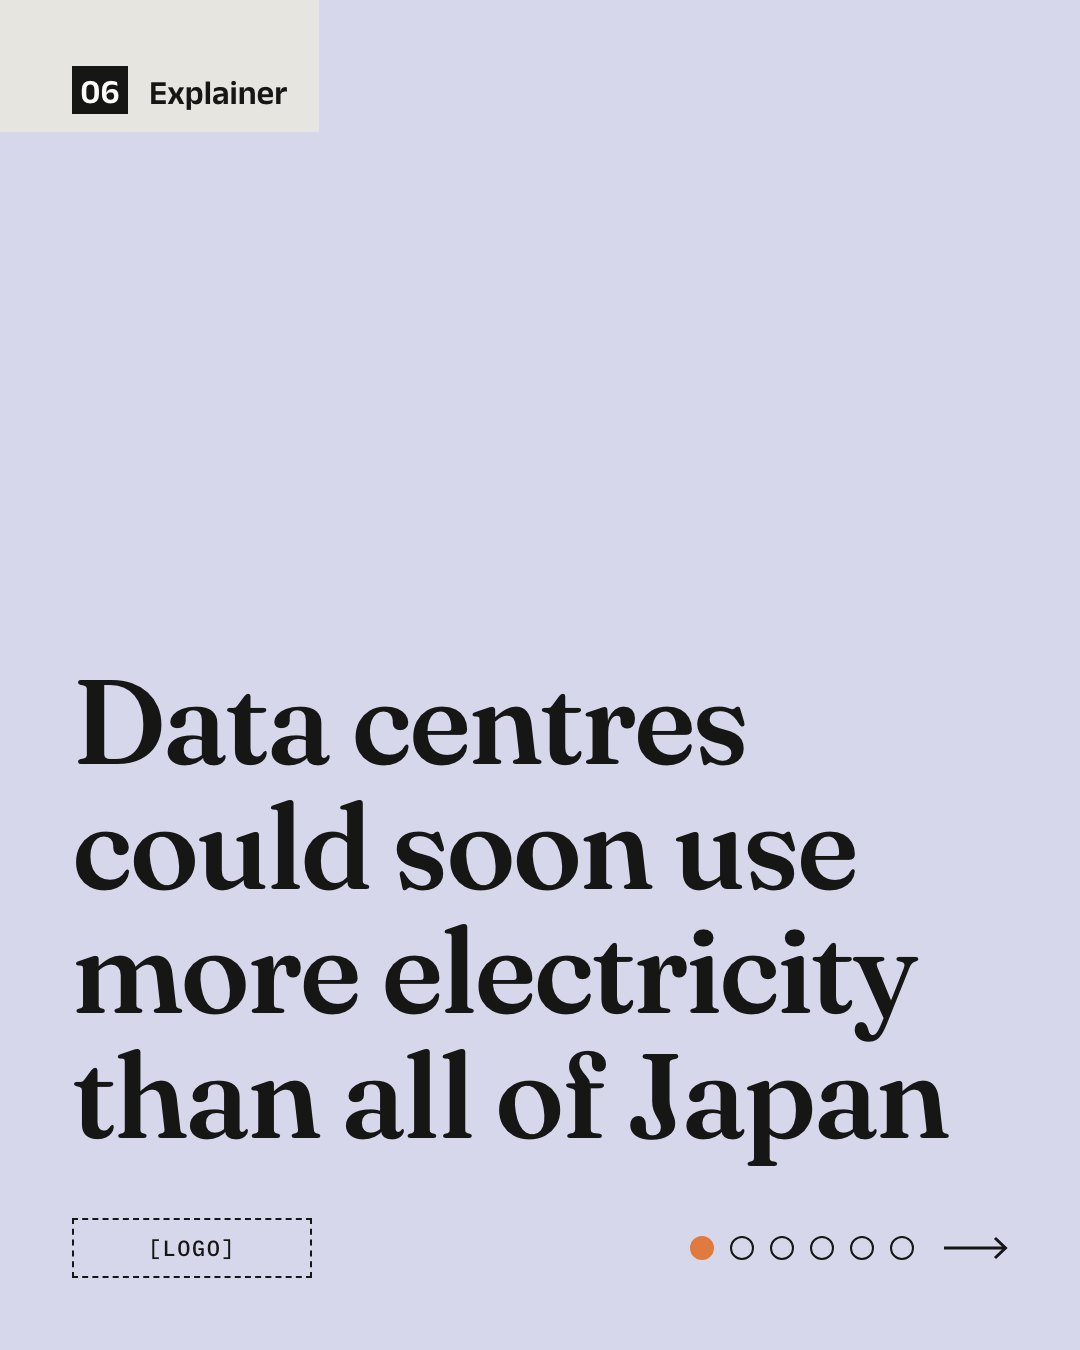 06 Explainer
Data centres
could soon use
more electricity
than all of Japan
[LOGO]